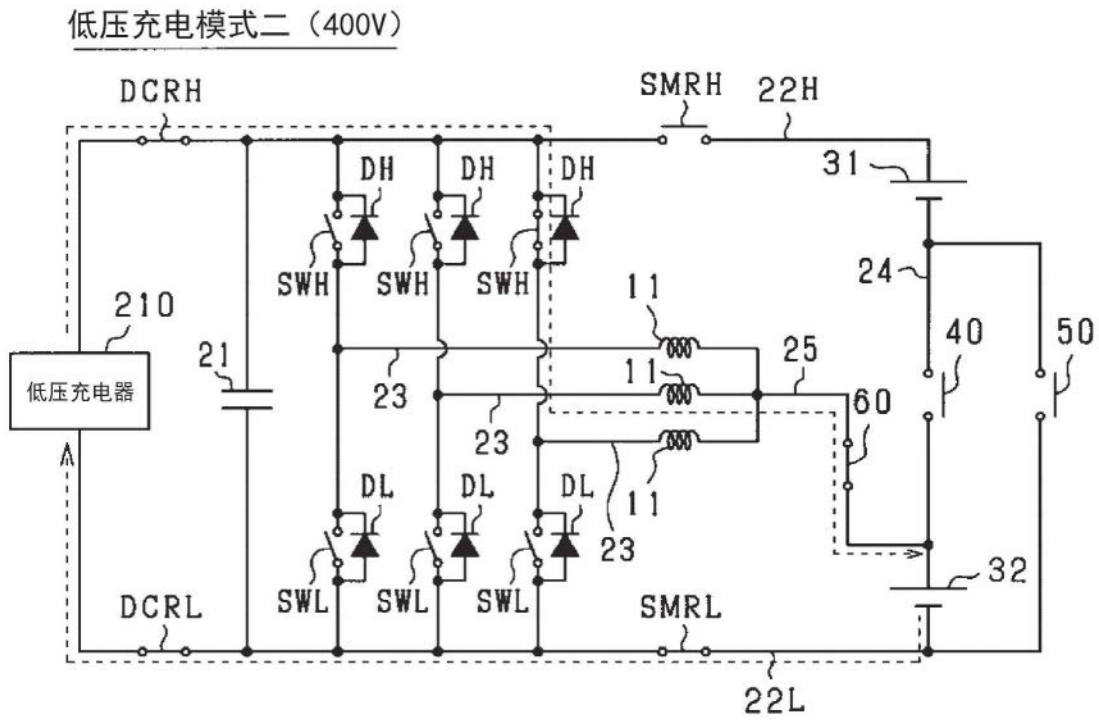 低压充电模式二（400V）
DCRH
SMRH
22H
DH DH DH
31
SWH SWH SWH
24
210
低压充电器
21
11
23
11
25
40
50
23
60
11
23
DL DL DL
SWL SWL SWL
32
DCRL
SMRL
22L